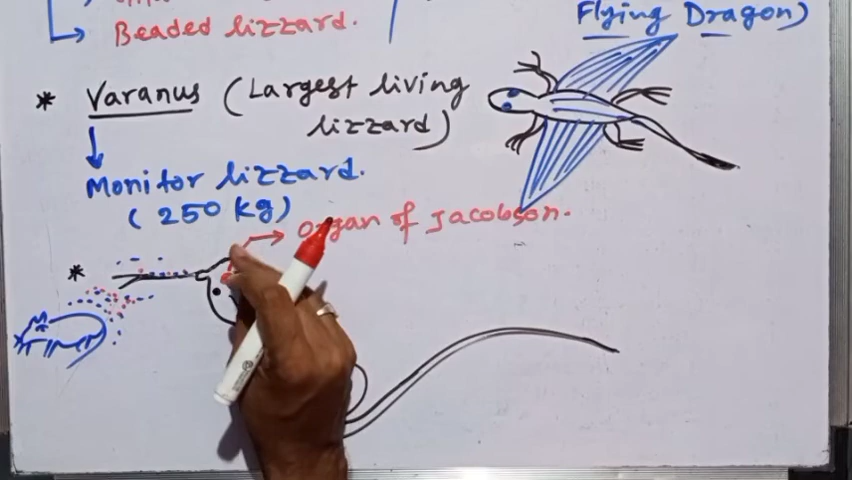 Beaded lizzard.
Flying Dragon)
* Varanus (Largest living
lizzard)
Monitor lizzard.
(250 kg)
Organ of Jacobson.
*